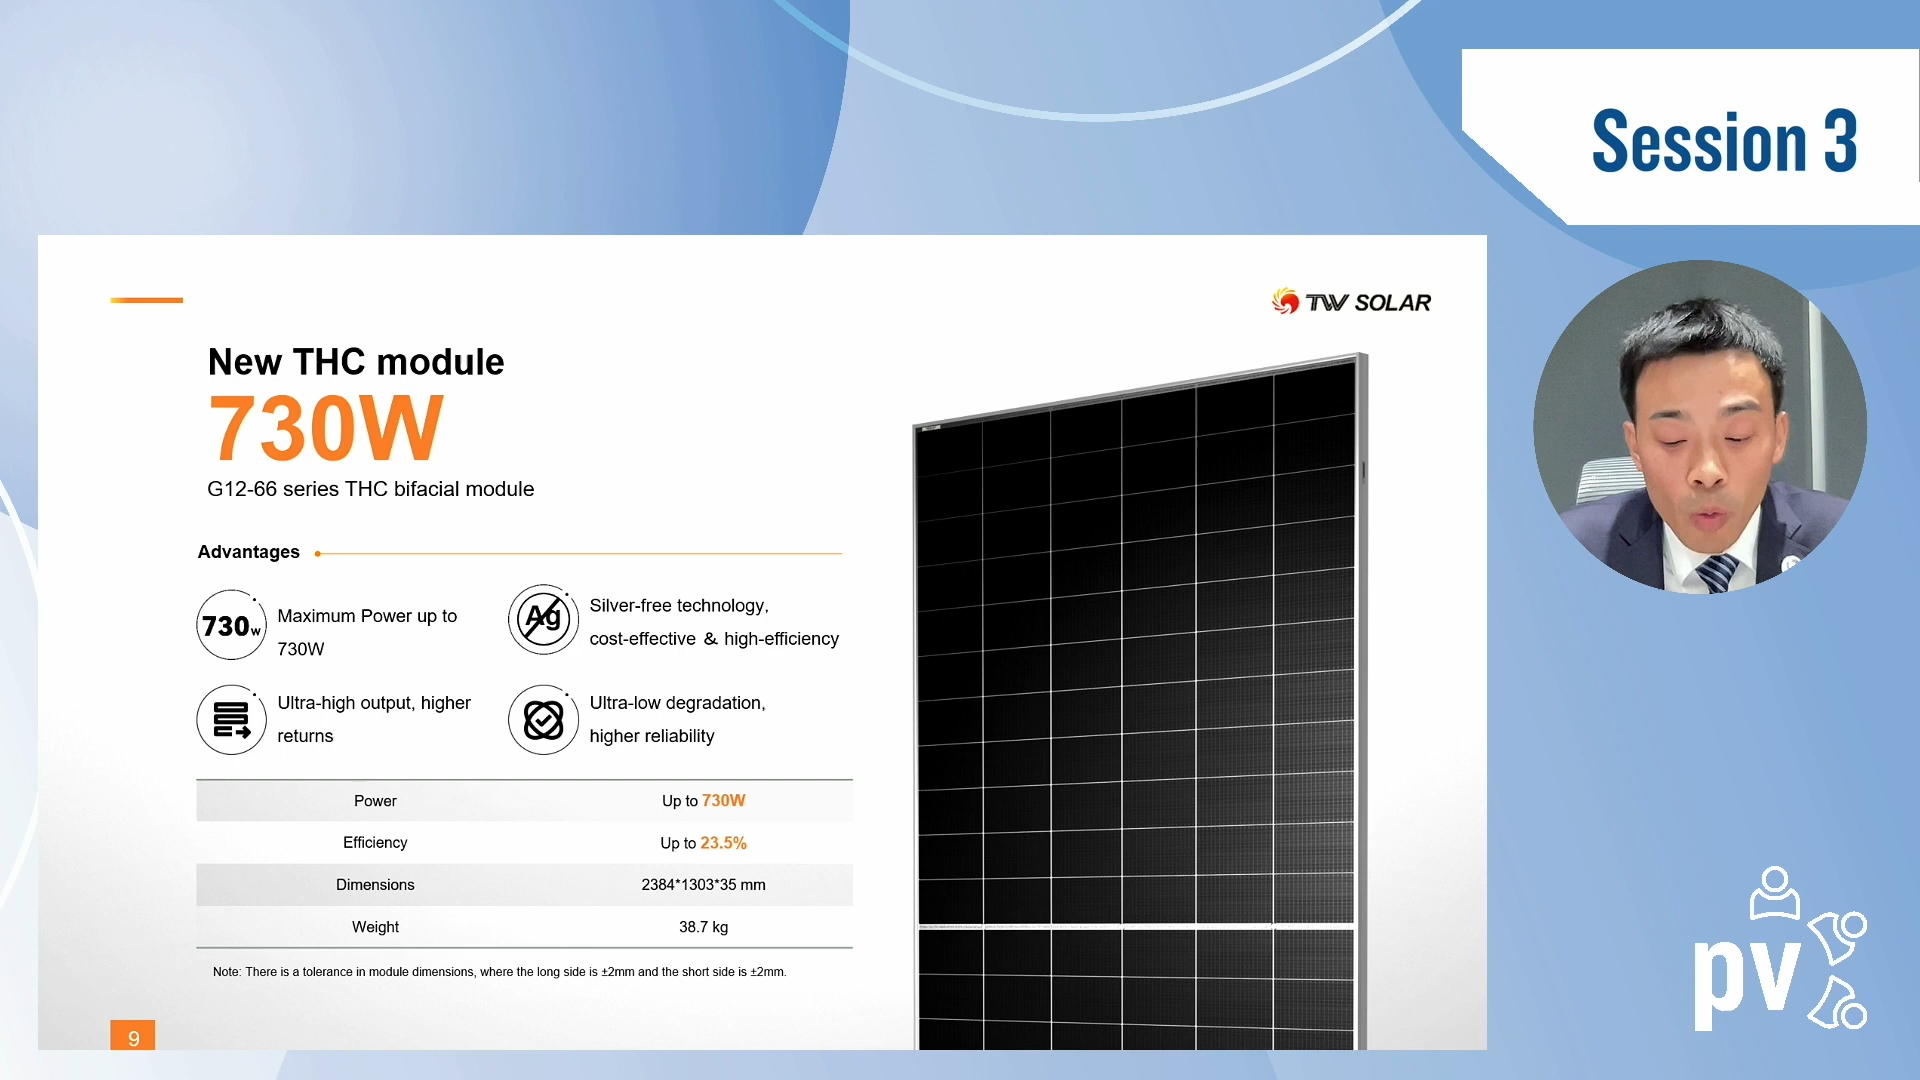 Session 3
TW SOLAR
New THC module
730W
G12-66 series THC bifacial module
Advantages
730w
Maximum Power up to
730W
Ag
Silver-free technology,
cost-effective & high-efficiency
Ultra-high output, higher
returns
Ultra-low degradation,
higher reliability
Power Up to 730W
Efficiency Up to 23.5%
Dimensions 2384*1303*35 mm
Weight 38.7 kg
Note: There is a tolerance in module dimensions, where the long side is ±2mm and the short side is ±2mm.
9
pv